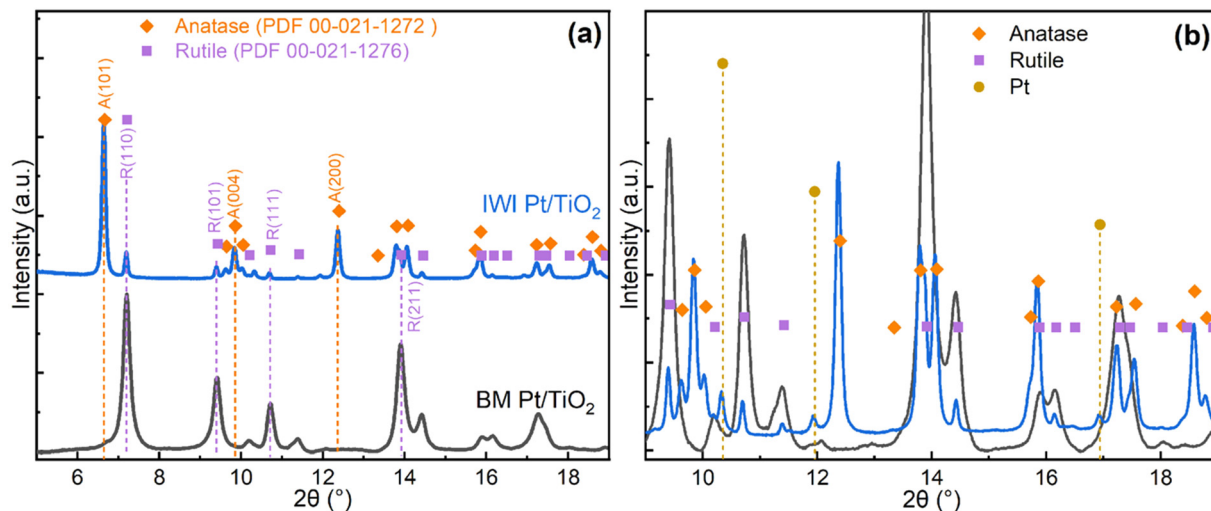 Anatase (PDF 00-021-1272 )
Rutile (PDF 00-021-1276)
(a)
A(101)
R(110)
R(101)
A(004)
R(111)
A(200)
IWI Pt/TiO₂
R(211)
BM Pt/TiO₂
Intensity (a.u.)
6 8 10 12 14 16 18
2θ (°)
(b)
Anatase
Rutile
Pt
Intensity (a.u.)
10 12 14 16 18
2θ (°)